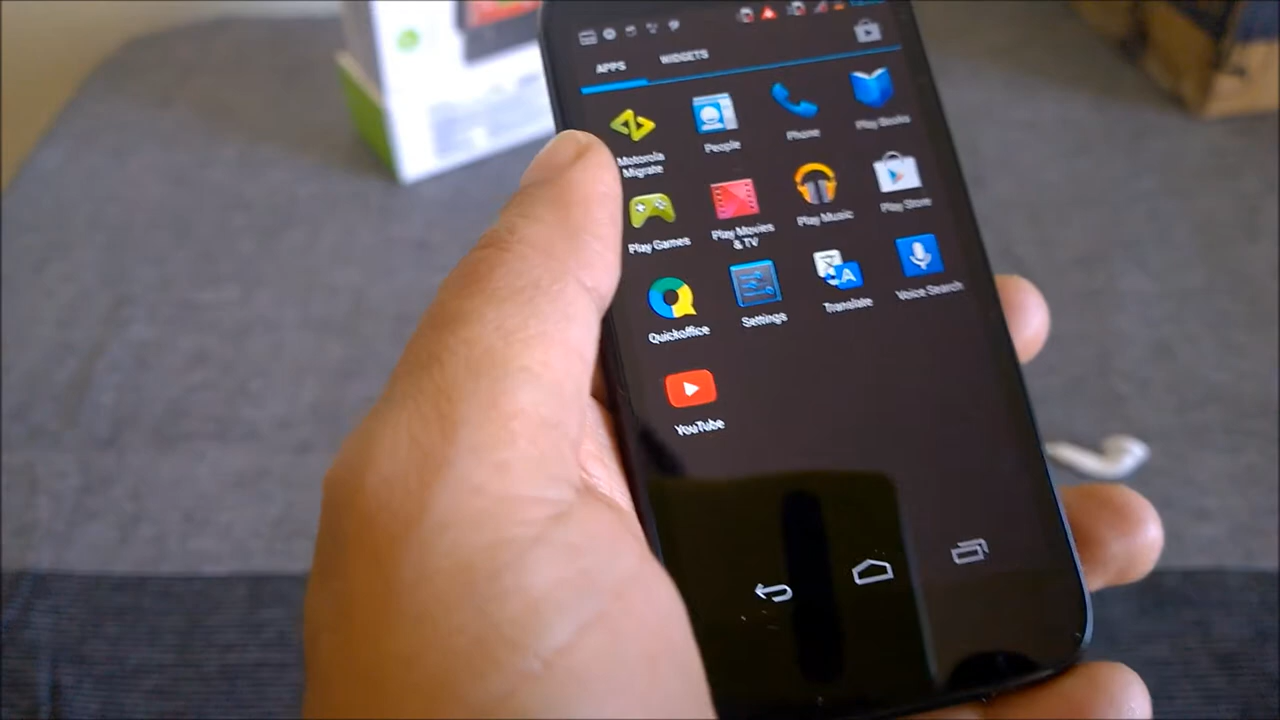 APPS WIDGETS
Motorola Migrate
People
Phone
Play Books
Play Games
Play Movies & TV
Play Music
Play Store
Quickoffice
Settings
Translate
A
Voice Search
YouTube